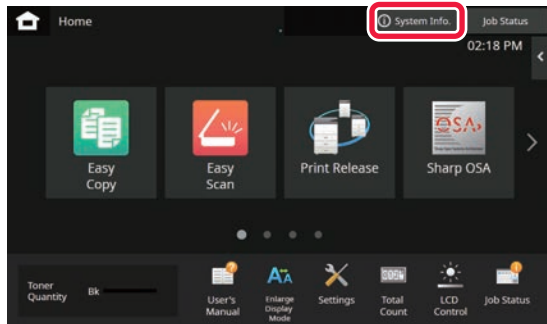 Home
System Info.
Job Status
02:18 PM
Easy
Copy
Easy
Scan
Print Release
OSA
Sharp OSA
Toner
Quantity
Bk
User's
Manual
Enlarge
Display
Mode
Settings
Total
Count
LCD
Control
Job Status